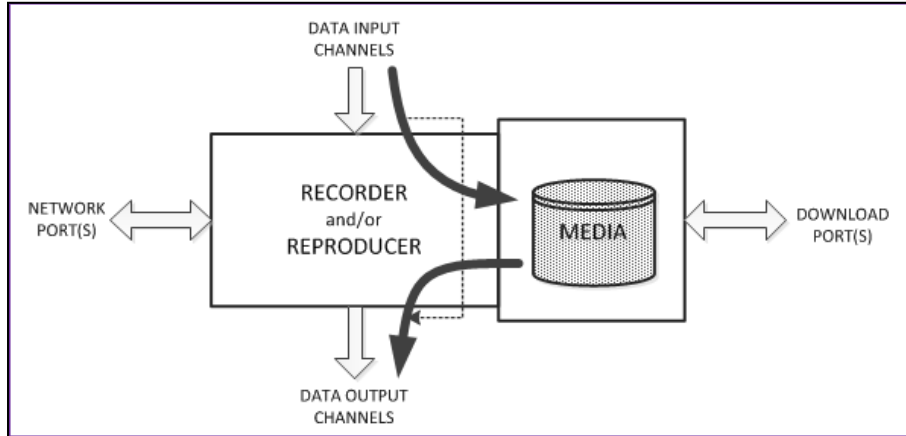 DATA INPUT
CHANNELS
RECORDER
and/or
REPRODUCER
NETWORK
PORT(S)
MEDIA
DOWNLOAD
PORT(S)
DATA OUTPUT
CHANNELS